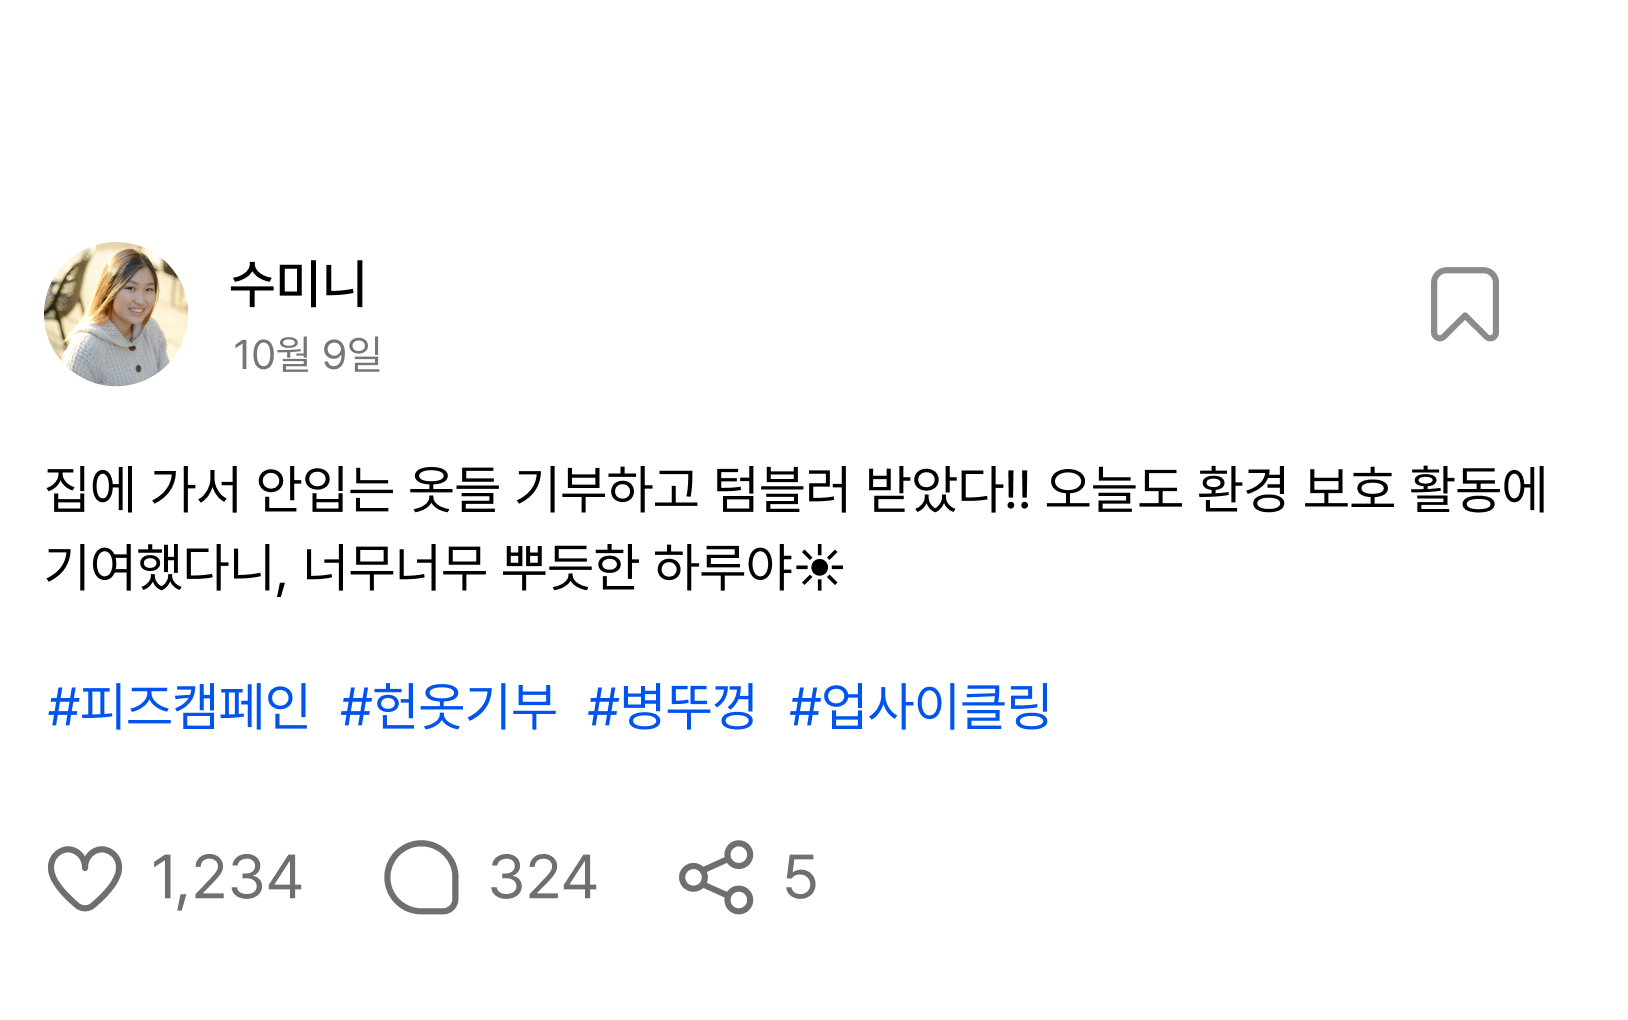 수미니
10월 9일
집에 가서 안입는 옷들 기부하고 텀블러 받았다!! 오늘도 환경 보호 활동에
기여했다니, 너무너무 뿌듯한 하루야☀
#피즈캠페인 #헌옷기부 #병뚜껑 #업사이클링
1,234 324 5